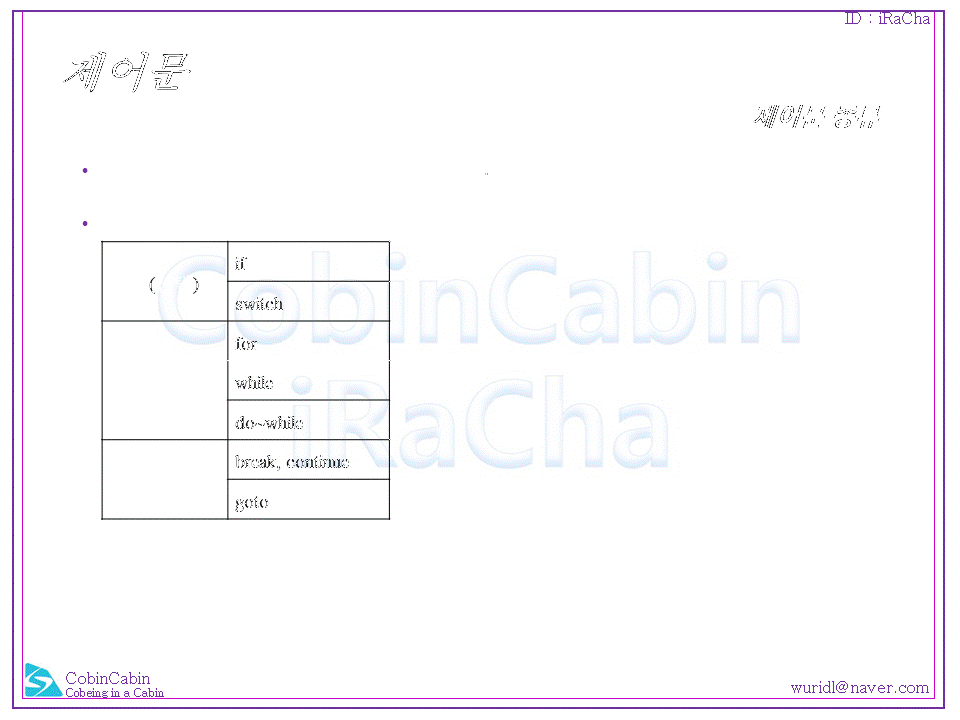 ID : iRaCha
제어문
제어문 종류
CobinCabin
iRaCha
if
( )
switch
for
while
do~while
break, continue
goto
CobinCabin
Cobeing in a Cabin
wuridl@naver.com